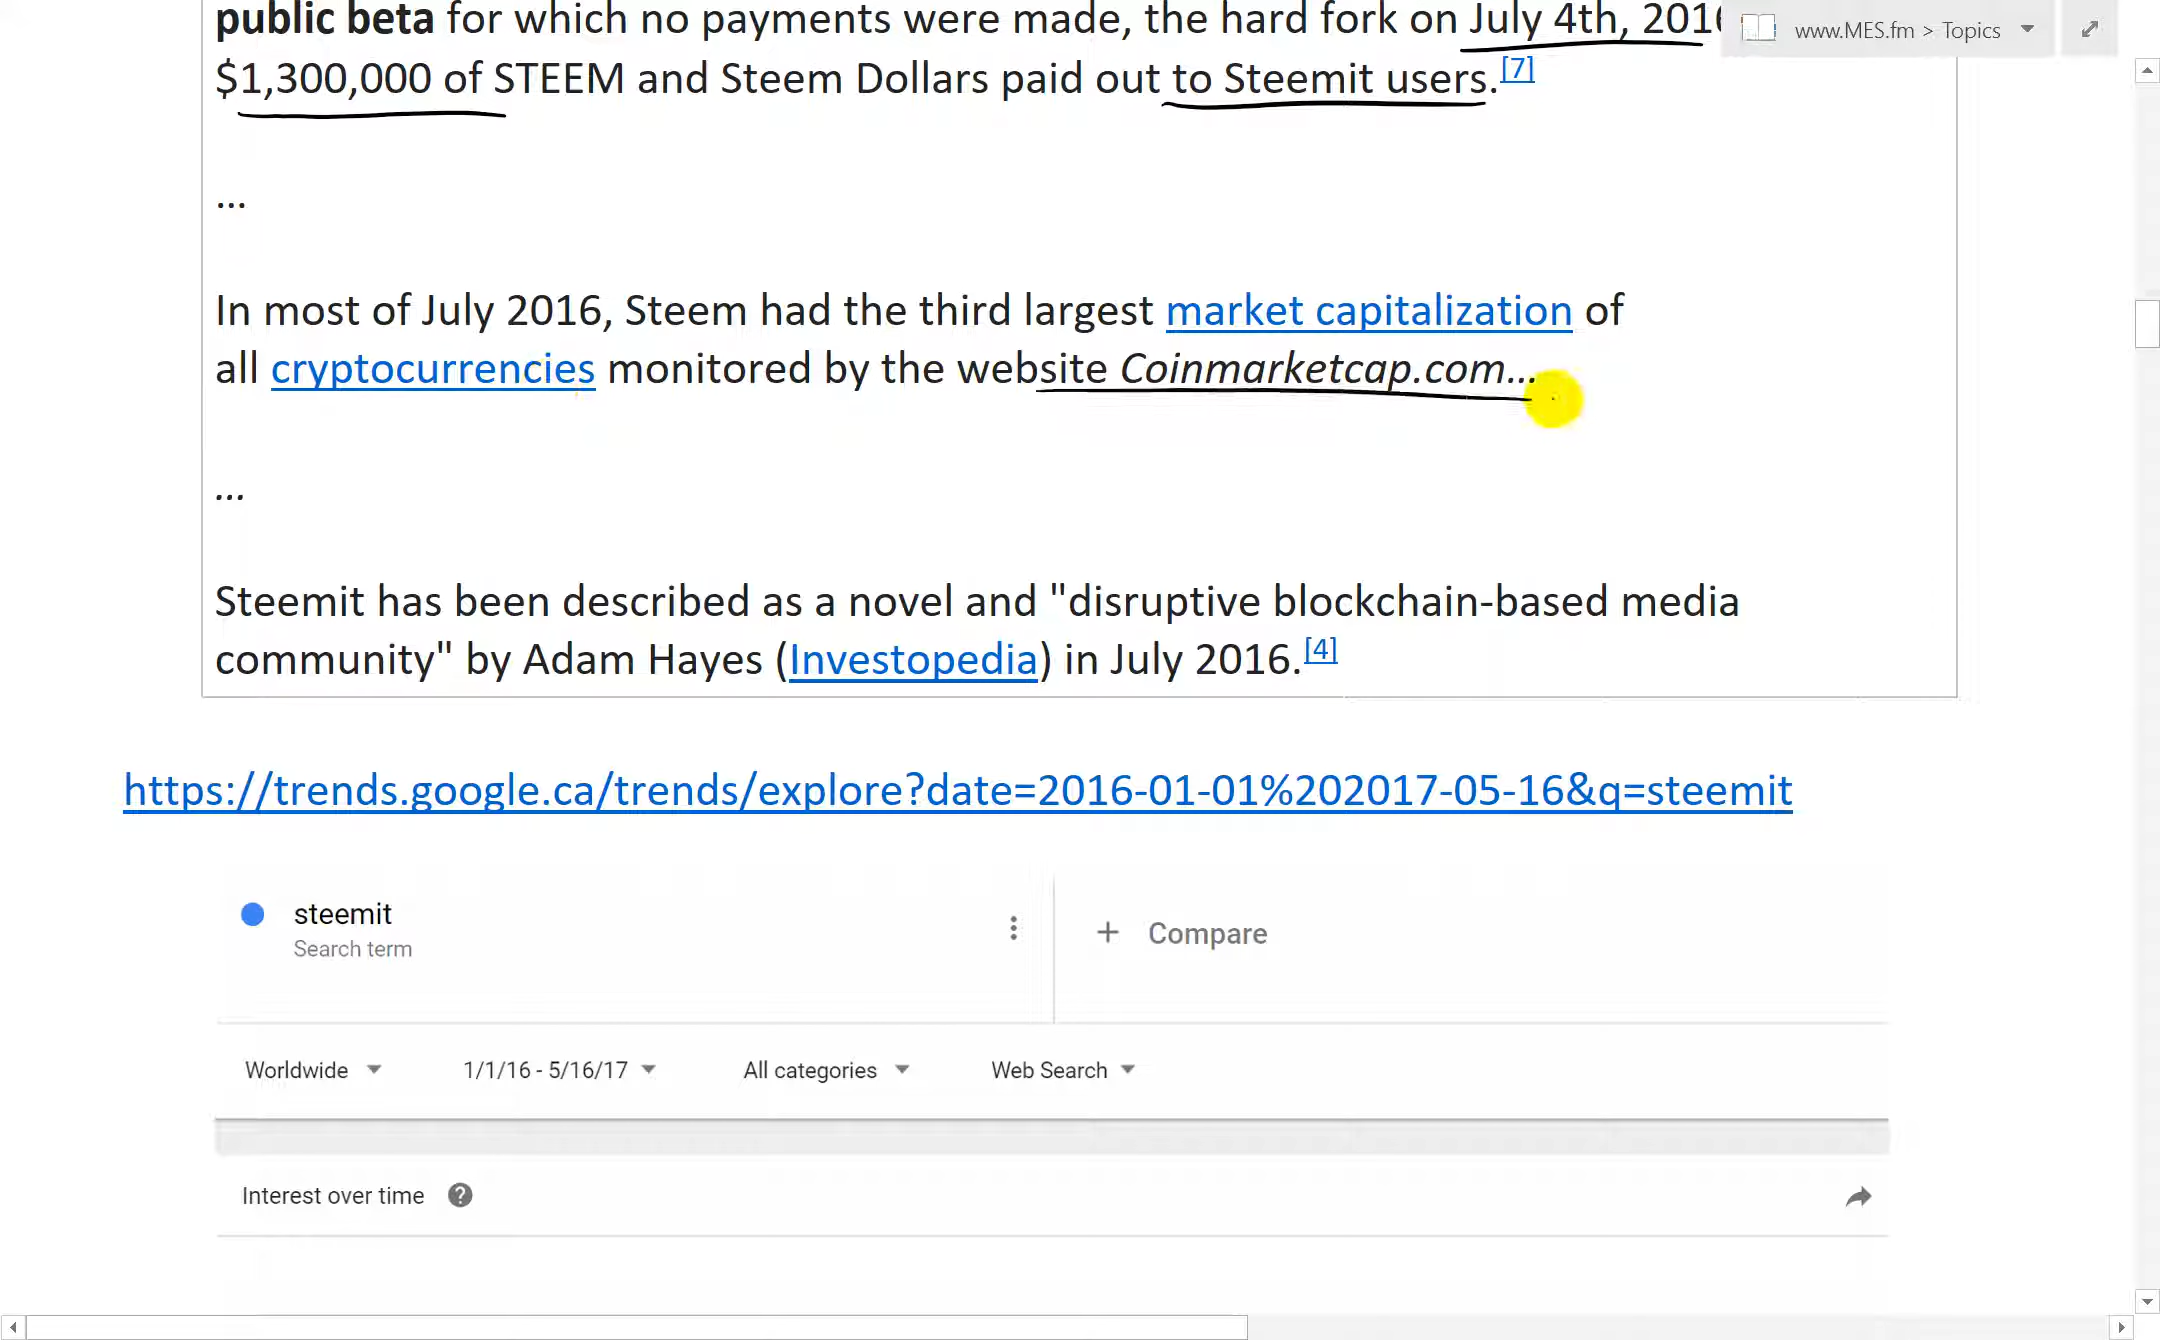 public beta for which no payments were made, the hard fork on July 4th, 2016
www.MES.fm > Topics
$1,300,000 of STEEM and Steem Dollars paid out to Steemit users.[7]
...
In most of July 2016, Steem had the third largest market capitalization of
all cryptocurrencies monitored by the website Coinmarketcap.com...
...
Steemit has been described as a novel and "disruptive blockchain-based media
community" by Adam Hayes (Investopedia) in July 2016.[4]
https://trends.google.ca/trends/explore?date=2016-01-01%202017-05-16&q=steemit
steemit
Search term
+ Compare
Worldwide 1/1/16 - 5/16/17 All categories Web Search
Interest over time ?